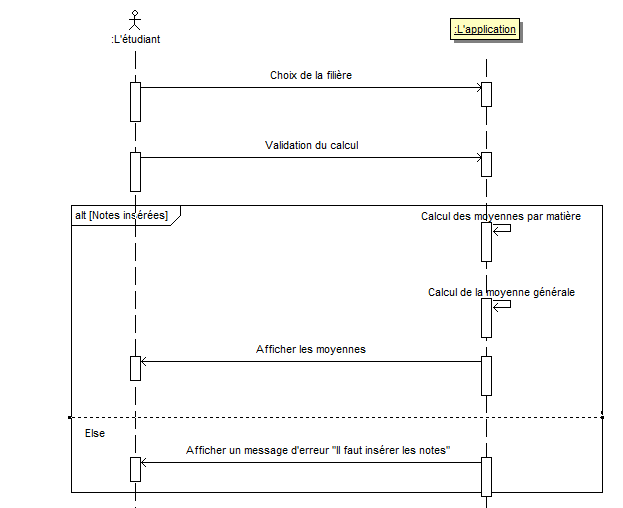 :L'étudiant
:L'application
Choix de la filière
Validation du calcul
alt [Notes insérées]
Calcul des moyennes par matière
Calcul de la moyenne générale
Afficher les moyennes
Else
Afficher un message d'erreur "Il faut insérer les notes"